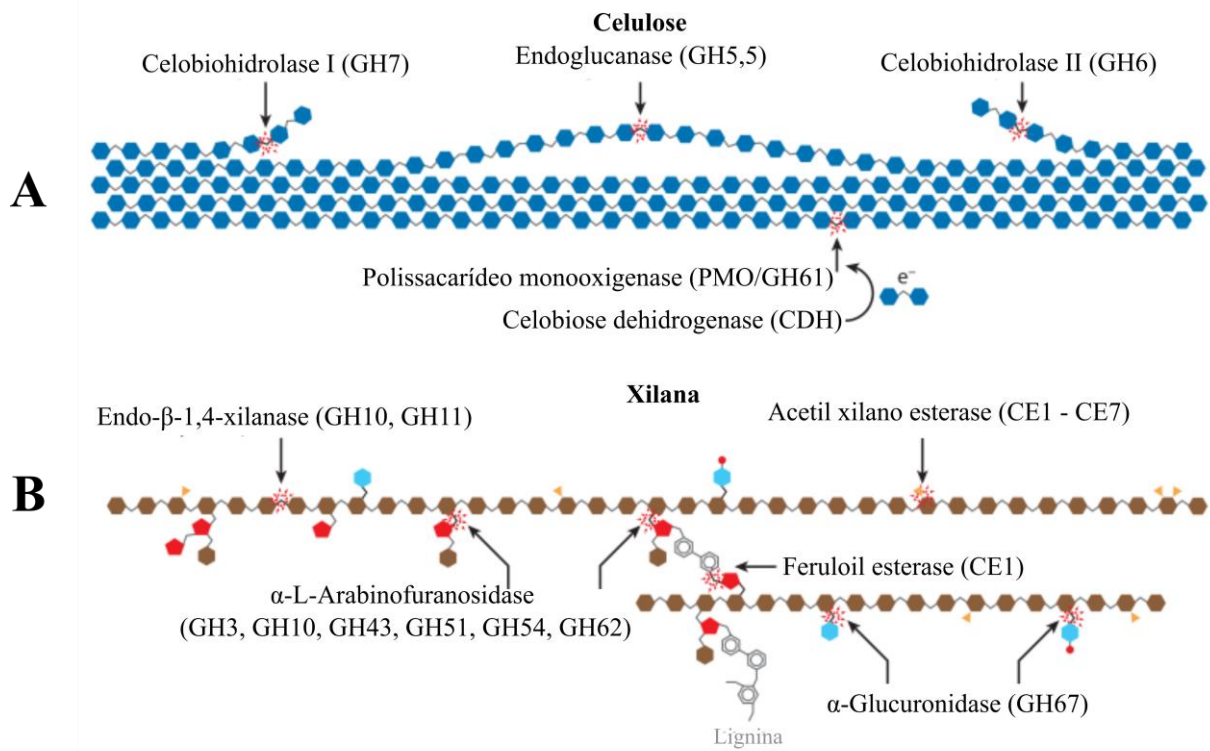 Celulose
Celobiohidrolase I (GH7)
Endoglucanase (GH5,5)
Celobiohidrolase II (GH6)
A
Polissacarídeo monooxigenase (PMO/GH61)
e⁻
Celobiose dehidrogenase (CDH)
Xilana
Endo-β-1,4-xilanase (GH10, GH11)
Acetil xilano esterase (CE1 - CE7)
B
Feruloil esterase (CE1)
α-L-Arabinofuranosidase
(GH3, GH10, GH43, GH51, GH54, GH62)
α-Glucuronidase (GH67)
Lignina